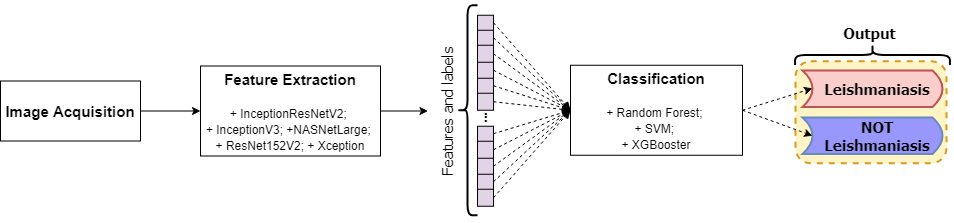 Image Acquisition
Feature Extraction
+ InceptionResNetV2;
+ InceptionV3; +NASNetLarge;
+ ResNet152V2; + Xception
Features and labels
...
Classification
+ Random Forest;
+ SVM;
+ XGBooster
Output
Leishmaniasis
NOT
Leishmaniasis